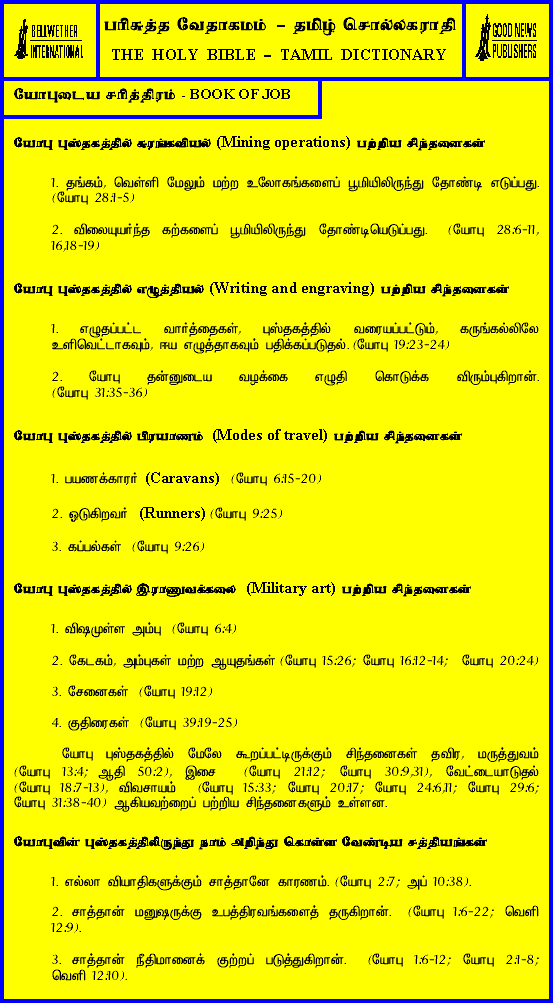 BELLWETHER
INTERNATIONAL
பரிசுத்த வேதாகமம் – தமிழ் சொல்லகராதி
THE HOLY BIBLE – TAMIL DICTIONARY
GOOD NEWS
PUBLISHERS
யோபுடைய சரித்திரம் - BOOK OF JOB
யோபு புஸ்தகத்தில் சுரங்கவியல் (Mining operations) பற்றிய சிந்தனைகள்
1. தங்கம், வெள்ளி மேலும் மற்ற உலோகங்களைப் பூமியிலிருந்து தோண்டி எடுப்பது.
(யோபு 28:1-5)
2. விலையுயர்ந்த கற்களைப் பூமியிலிருந்து தோண்டியெடுப்பது. (யோபு 28:6-11,
16,18-19)
யோபு புஸ்தகத்தில் எழுத்தியல் (Writing and engraving) பற்றிய சிந்தனைகள்
1. எழுதப்பட்ட வார்த்தைகள், புஸ்தகத்தில் வரையப்பட்டும், கருங்கல்லிலே
உளிவெட்டாகவும், ஈய எழுத்தாகவும் பதிக்கப்படுதல். (யோபு 19:23-24)
2. யோபு தன்னுடைய வழக்கை எழுதி கொடுக்க விரும்புகிறான்.
(யோபு 31:35-36)
யோபு புஸ்தகத்தில் பிரயாணம் (Modes of travel) பற்றிய சிந்தனைகள்
1. பயணக்காரர் (Caravans) (யோபு 6:15-20)
2. ஒடுகிறவர் (Runners) (யோபு 9:25)
3. கப்பல்கள் (யோபு 9:26)
யோபு புஸ்தகத்தில் இராணுவக்கலை (Military art) பற்றிய சிந்தனைகள்
1. விஷமுள்ள அம்பு (யோபு 6:4)
2. கேடகம், அம்புகள் மற்ற ஆயுதங்கள் (யோபு 15:26; யோபு 16:12-14; யோபு 20:24)
3. சேனைகள் (யோபு 19:12)
4. குதிரைகள் (யோபு 39:19-25)
யோபு புஸ்தகத்தில் மேலே கூறப்பட்டிருக்கும் சிந்தனைகள் தவிர, மருத்துவம்
(யோபு 13:4; ஆதி 50:2), இசை (யோபு 21:12; யோபு 30:9,31), வேட்டையாடுதல்
(யோபு 18:7-13), விவசாயம் (யோபு 15:33; யோபு 20:17; யோபு 24:6,11; யோபு 29:6;
யோபு 31:38-40) ஆகியவற்றைப் பற்றிய சிந்தனைகளும் உள்ளன.
யோபுவின் புஸ்தகத்திலிருந்து நாம் அறிந்து கொள்ள வேண்டிய சத்தியங்கள்
1. எல்லா வியாதிகளுக்கும் சாத்தானே காரணம். (யோபு 2:7; அப் 10:38).
2. சாத்தான் மனுஷருக்கு உபத்திரவங்களைத் தருகிறான். (யோபு 1:6-22; வெளி
12:9).
3. சாத்தான் நீதிமானைக் குற்றப் படுத்துகிறான். (யோபு 1:6-12; யோபு 2:1-8;
வெளி 12:10).